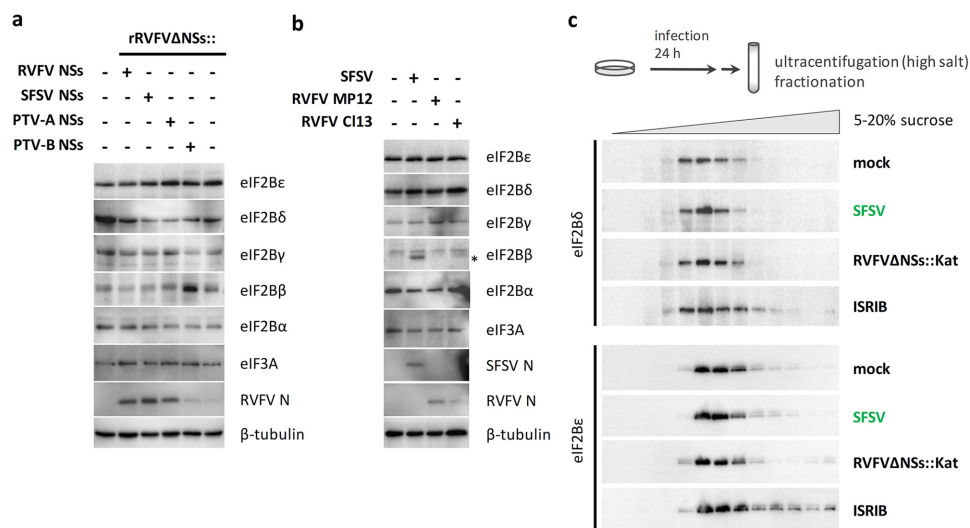 a
rRVFVΔNSs::
RVFV NSs - + - - - -
SFSV NSs - - + - - -
PTV-A NSs - - - + - -
PTV-B NSs - - - - + -
eIF2Bε
eIF2Bδ
eIF2Bγ
eIF2Bβ
eIF2Bα
eIF3A
RVFV N
β-tubulin
b
SFSV - + - -
RVFV MP12 - - + -
RVFV Cl13 - - - +
eIF2Bε
eIF2Bδ
eIF2Bγ
* eIF2Bβ
eIF2Bα
eIF3A
SFSV N
RVFV N
β-tubulin
c
infection
24 h
ultracentifugation (high salt)
fractionation
5-20% sucrose
eIF2Bδ
mock
SFSV
RVFVΔNSs::Kat
ISRIB
eIF2Bε
mock
SFSV
RVFVΔNSs::Kat
ISRIB